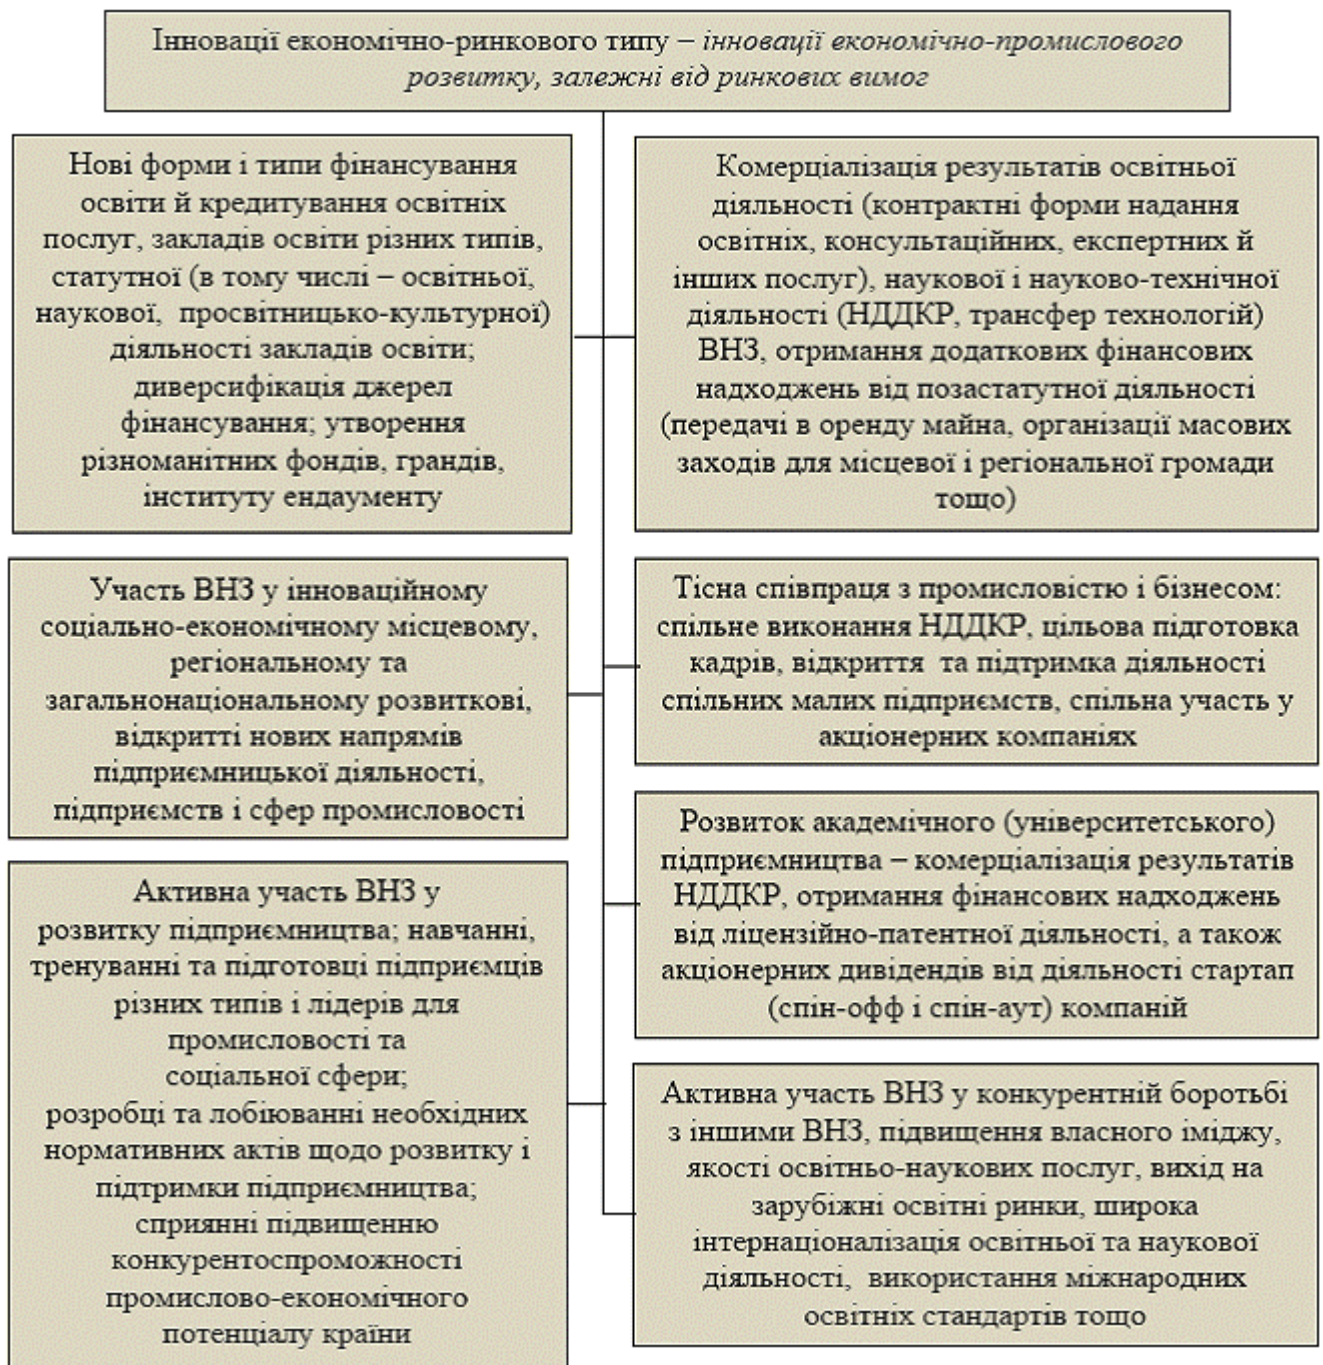 Інновації економічно-ринкового типу – інновації економічно-промислового
розвитку, залежні від ринкових вимог
Нові форми і типи фінансування
освіти й кредитування освітніх
послуг, закладів освіти різних типів,
статутної (в тому числі – освітньої,
наукової, просвітницько-культурної)
діяльності закладів освіти;
диверсифікація джерел
фінансування; утворення
різноманітних фондів, грандів,
інституту ендаументу
Комерціалізація результатів освітньої
діяльності (контрактні форми надання
освітніх, консультаційних, експертних й
інших послуг), наукової і науково-технічної
діяльності (НДДКР, трансфер технологій)
ВНЗ, отримання додаткових фінансових
надходжень від позастатутної діяльності
(передачі в оренду майна, організації масових
заходів для місцевої і регіональної громади
тощо)
Участь ВНЗ у інноваційному
соціально-економічному місцевому,
регіональному та
загальнонаціональному розвиткові,
відкритті нових напрямів
підприємницької діяльності,
підприємств і сфер промисловості
Тісна співпраця з промисловістю і бізнесом:
спільне виконання НДДКР, цільова підготовка
кадрів, відкриття та підтримка діяльності
спільних малих підприємств, спільна участь у
акціонерних компаніях
Розвиток академічного (університетського)
підприємництва – комерціалізація результатів
НДДКР, отримання фінансових надходжень
від ліцензійно-патентної діяльності, а також
акціонерних дивідендів від діяльності стартап
(спін-офф і спін-аут) компаній
Активна участь ВНЗ у
розвитку підприємництва; навчанні,
тренуванні та підготовці підприємців
різних типів і лідерів для
промисловості та
соціальної сфери;
розробці та лобіюванні необхідних
нормативних актів щодо розвитку і
підтримки підприємництва;
сприянні підвищенню
конкурентоспроможності
промислово-економічного
потенціалу країни
Активна участь ВНЗ у конкурентній боротьбі
з іншими ВНЗ, підвищення власного іміджу,
якості освітньо-наукових послуг, вихід на
зарубіжні освітні ринки, широка
інтернаціоналізація освітньої та наукової
діяльності, використання міжнародних
освітніх стандартів тощо